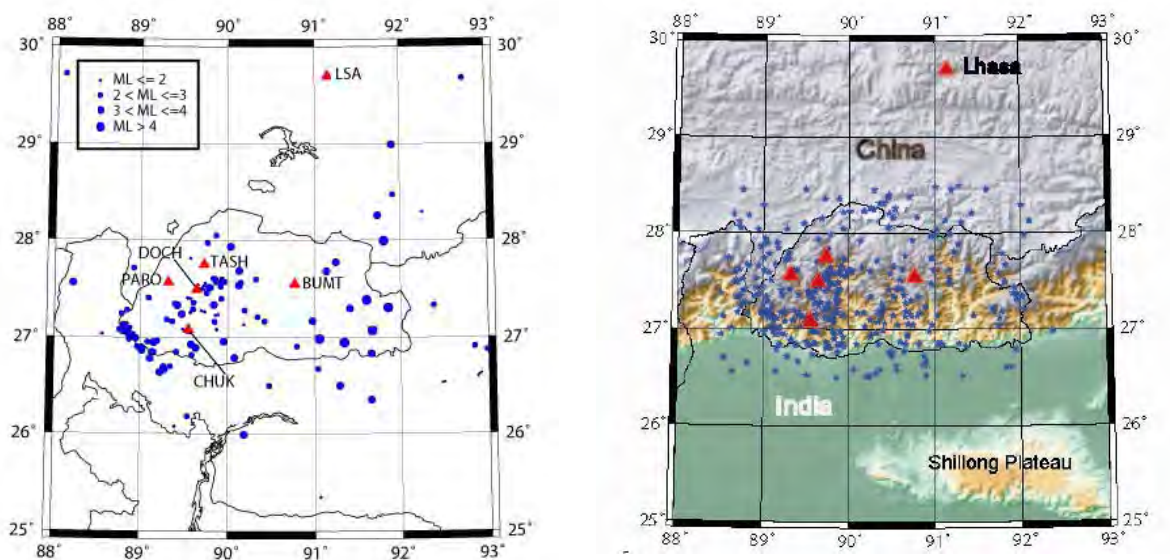 88° 89° 90° 91° 92° 93°
30°
ML <= 2
2 < ML <=3
3 < ML <=4
ML > 4
LSA
29°
29°
28°
28°
DOCH
TASH
PARO
BUMT
27°
27°
CHUK
26°
26°
25°
25°
88° 89° 90° 91° 92° 93°
88° 89° 90° 91° 92° 93°
30°
30°
Lhasa
29°
29°
China
28°
28°
27°
27°
India
26°
26°
Shillong Plateau
25°
25°
88° 89° 90° 91° 92° 93°